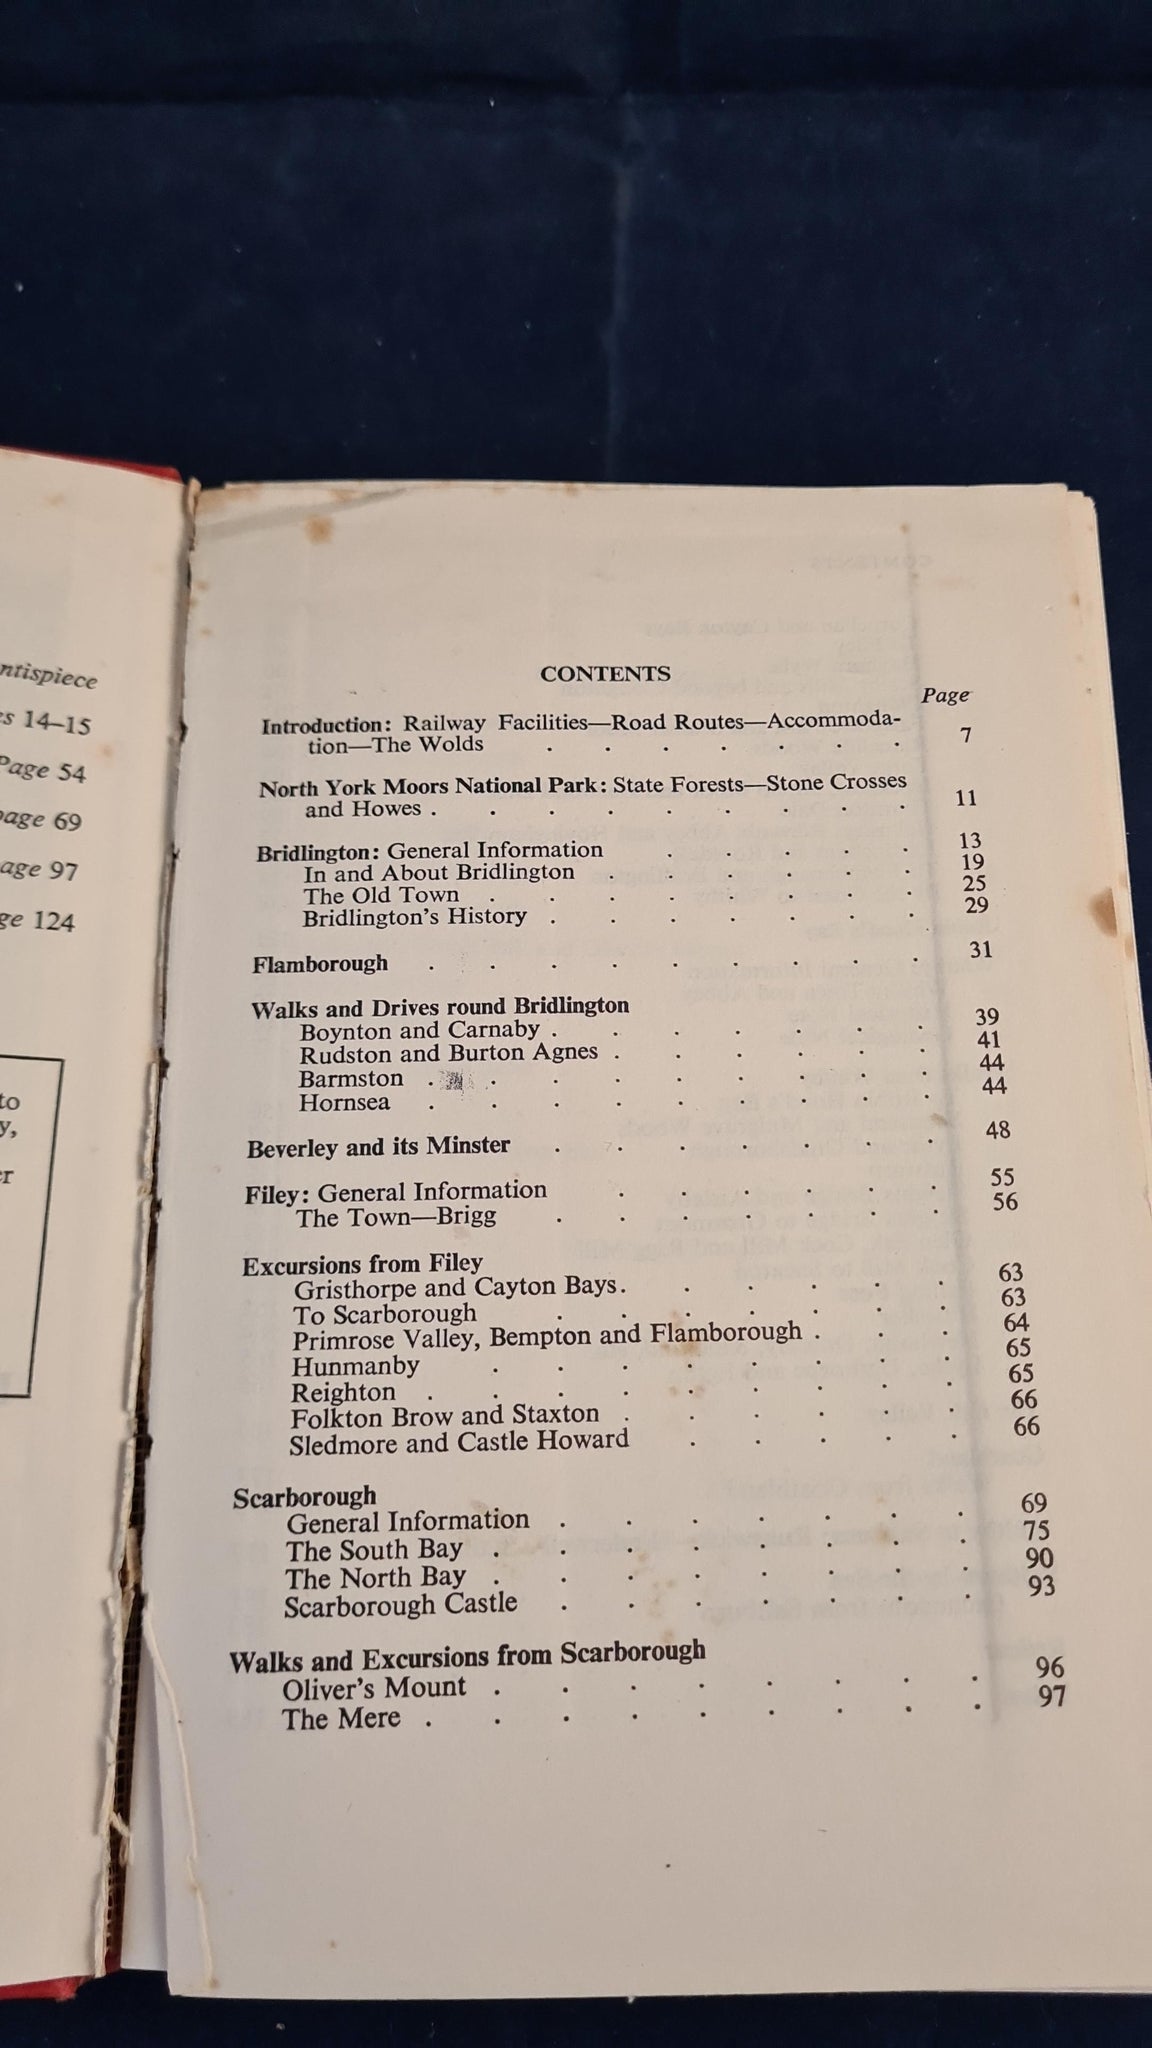 ntispiece
s 14–15
Page 54
page 69
age 97
ge 124
to
y,
er
CONTENTS
Page
Introduction: Railway Facilities—Road Routes—Accommoda-
tion—The Wolds . . . . . . . 7
North York Moors National Park: State Forests—Stone Crosses
and Howes . . . . . . . . . 11
Bridlington: General Information . . . . . 13
In and About Bridlington . . . . . . 19
The Old Town . . . . . . . . 25
Bridlington's History . . . . . . . 29
Flamborough . . . . . . . . . 31
Walks and Drives round Bridlington
Boynton and Carnaby . . . . . . . 39
Rudston and Burton Agnes . . . . . . 41
Barmston . . . . . . . . . 44
Hornsea . . . . . . . . . 44
Beverley and its Minster . . . . . . . 48
Filey: General Information . . . . . . 55
The Town—Brigg . . . . . . . 56
Excursions from Filey
Gristhorpe and Cayton Bays . . . . . . 63
To Scarborough . . . . . . . 63
Primrose Valley, Bempton and Flamborough . . . 64
Hunmanby . . . . . . . . 65
Reighton . . . . . . . . . 65
Folkton Brow and Staxton . . . . . . 66
Sledmore and Castle Howard . . . . . 66
Scarborough
General Information . . . . . . . 69
The South Bay . . . . . . . . 75
The North Bay . . . . . . . . 90
Scarborough Castle . . . . . . . 93
Walks and Excursions from Scarborough
Oliver's Mount . . . . . . . . 96
The Mere . . . . . . . . . 97